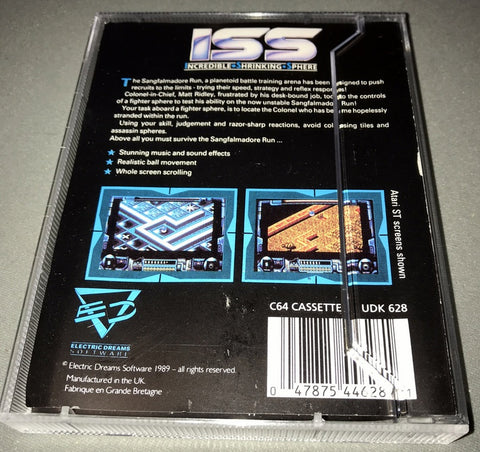 ISS
INCREDIBLE SHRINKING SPHERE
The Sangfalmadore Run, a planetoid battle training arena has been designed to push
recruits to the limits - trying their speed, strategy and reflex responses!
Colonel-in-Chief, Matt Ridley, frustrated by his desk-bound job, took to the controls
of a fighter sphere to test his ability on the now unstable Sangfalmadore Run!
Your task aboard a fighter sphere, is to locate the Colonel who has become hopelessly
stranded within the run.
Using your skill, judgement and razor-sharp reactions, avoid collapsing tiles and
assassin spheres.
Above all you must survive the Sangfalmadore Run ...
Stunning music and sound effects
Realistic ball movement
Whole screen scrolling
Atari ST screens shown
ED
ELECTRIC DREAMS
SOFTWARE
C64 CASSETTE UDK 628
© Electric Dreams Software 1989 – all rights reserved.
Manufactured in the UK.
Fabrique en Grande Bretagne
0 47875 44628 1